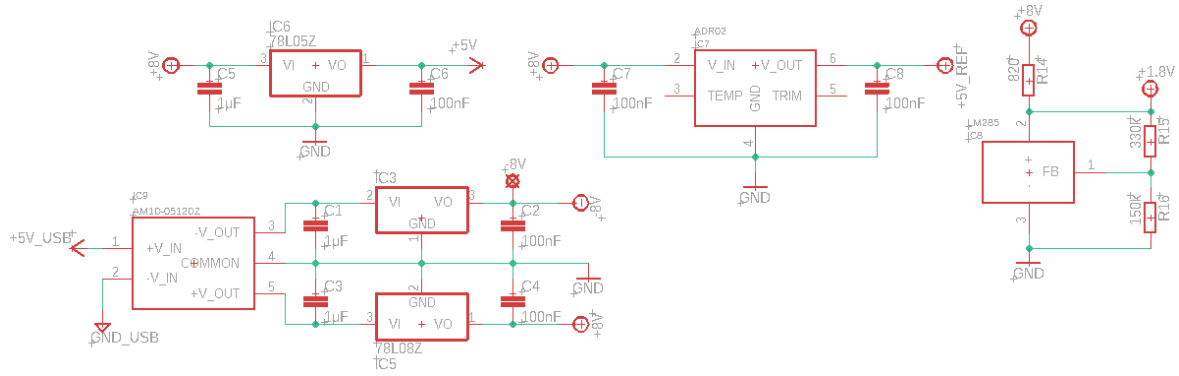 IC6
78L05Z
+8V
3
VI
VO
1
+5V
GND
2
C5
1µF
C6
100nF
GND
ADR02
IC7
+8V
2
V_IN
V_OUT
6
3
TEMP
TRIM
5
GND
4
C7
100nF
C8
100nF
+5V_REF
GND
+8V
820
R14
+1.8V
LM285
IC8
2
FB
1
3
330k
R15
150k
R16
GND
IC9
AM1D-0512DZ
+5V_USB
1
+V_IN
2
-V_IN
-V_OUT
3
COMMON
4
+V_OUT
5
GND_USB
C1
1µF
C3
1µF
IC3
2
VI
VO
3
GND
1
-8V
-8V
C2
100nF
C4
100nF
GND
2
GND
3
VI
VO
1
78L08Z
IC5
+8V